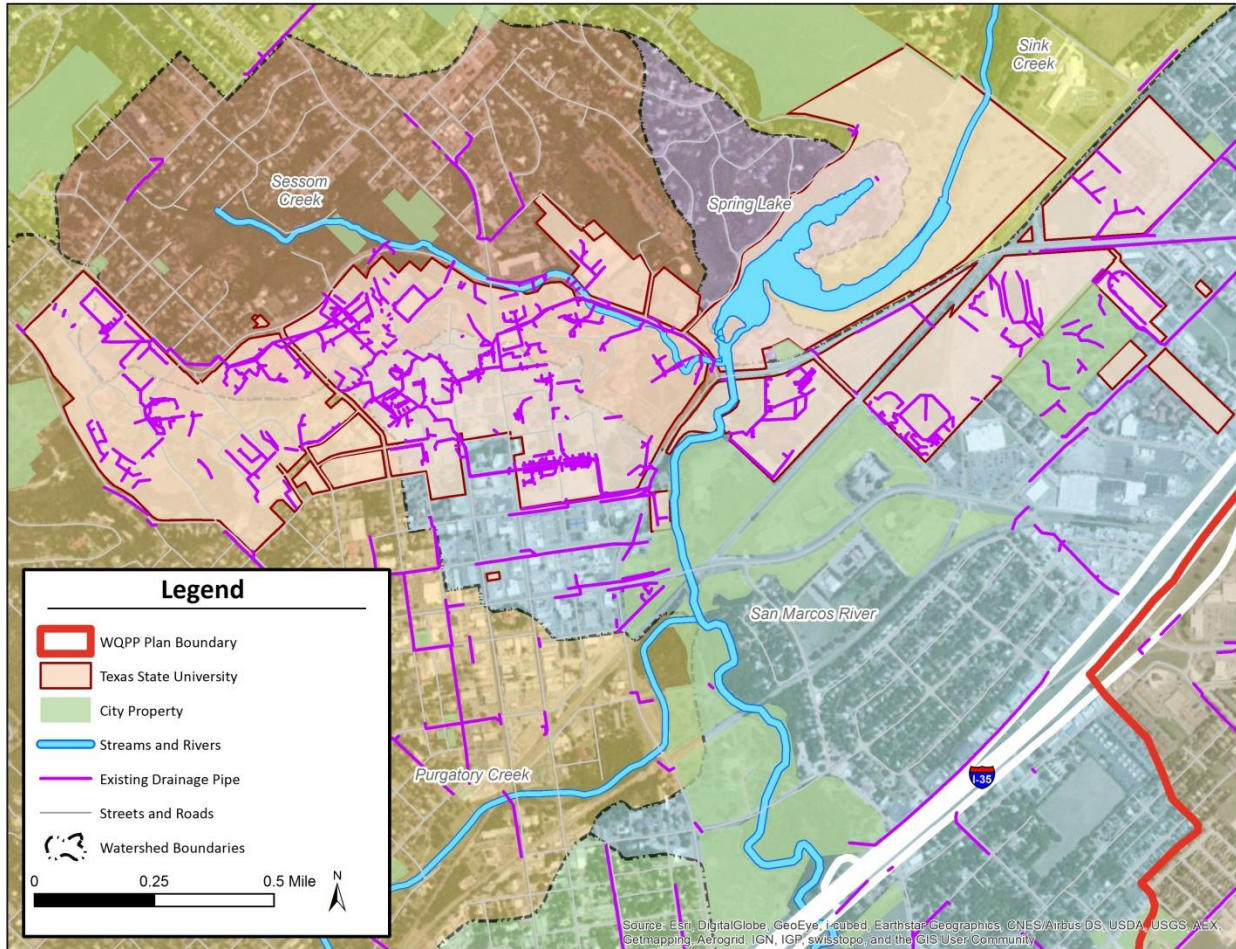 Sink
Creek
Sessom
Creek
Spring Lake
San Marcos River
Purgatory Creek
I-35
Legend
WQPP Plan Boundary
Texas State University
City Property
Streams and Rivers
Existing Drainage Pipe
Streets and Roads
Watershed Boundaries
0 0.25 0.5 Mile
N
Source: Esri, DigitalGlobe, GeoEye, i-cubed, Earthstar Geographics, CNES/Airbus DS, USDA, USGS, AEX,
Getmapping, Aerogrid, IGN, IGP, swisstopo, and the GIS User Community